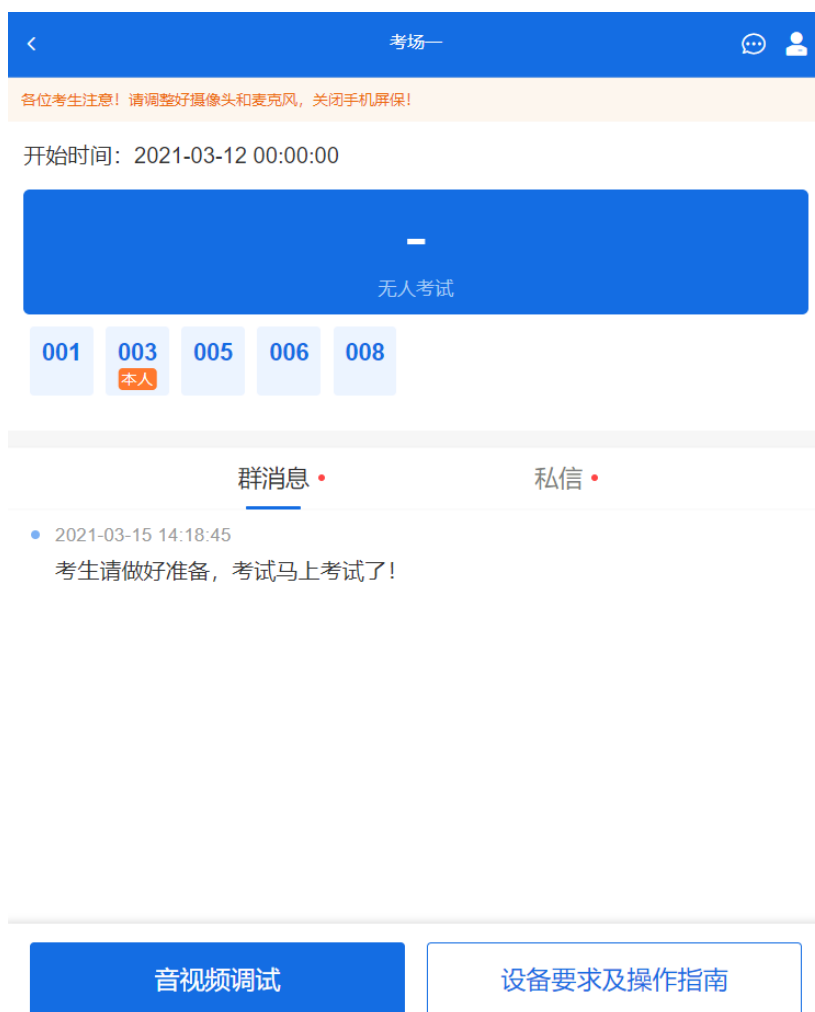 考场一
各位考生注意！请调整好摄像头和麦克风，关闭手机屏保！
开始时间：2021-03-12 00:00:00
-
无人考试
001 003 005 006 008
本人
群消息 私信
2021-03-15 14:18:45
考生请做好准备，考试马上考试了！
音视频调试 设备要求及操作指南